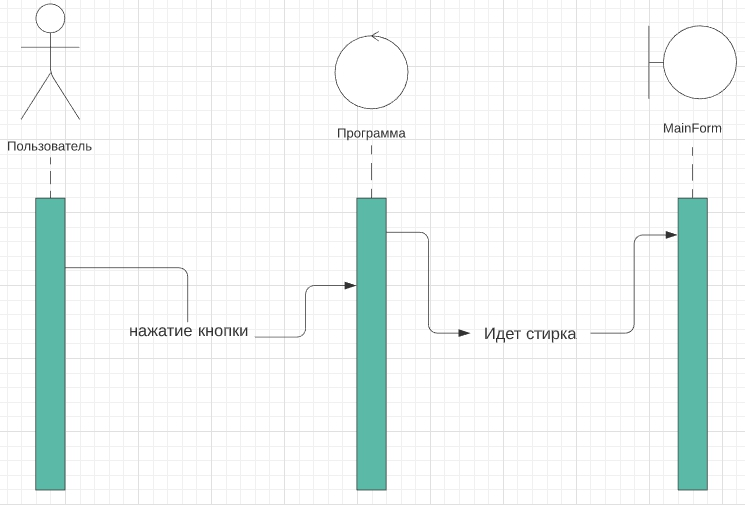 Пользователь
Программа
MainForm
нажатие кнопки
Идет стирка